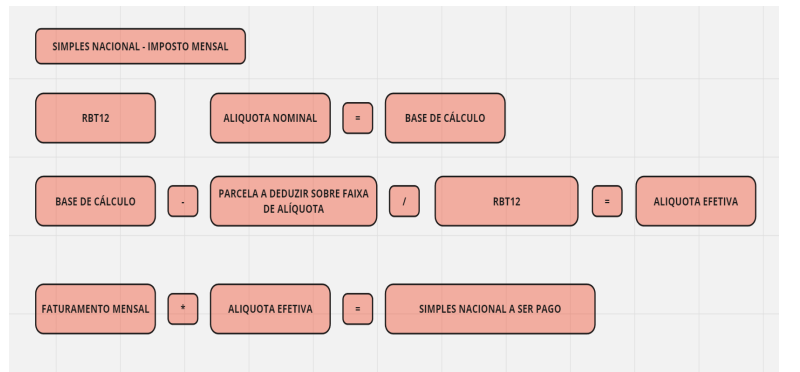 SIMPLES NACIONAL - IMPOSTO MENSAL
RBT12 ALIQUOTA NOMINAL = BASE DE CÁLCULO
BASE DE CÁLCULO - PARCELA A DEDUZIR SOBRE FAIXA
DE ALÍQUOTA / RBT12 = ALIQUOTA EFETIVA
FATURAMENTO MENSAL * ALIQUOTA EFETIVA = SIMPLES NACIONAL A SER PAGO